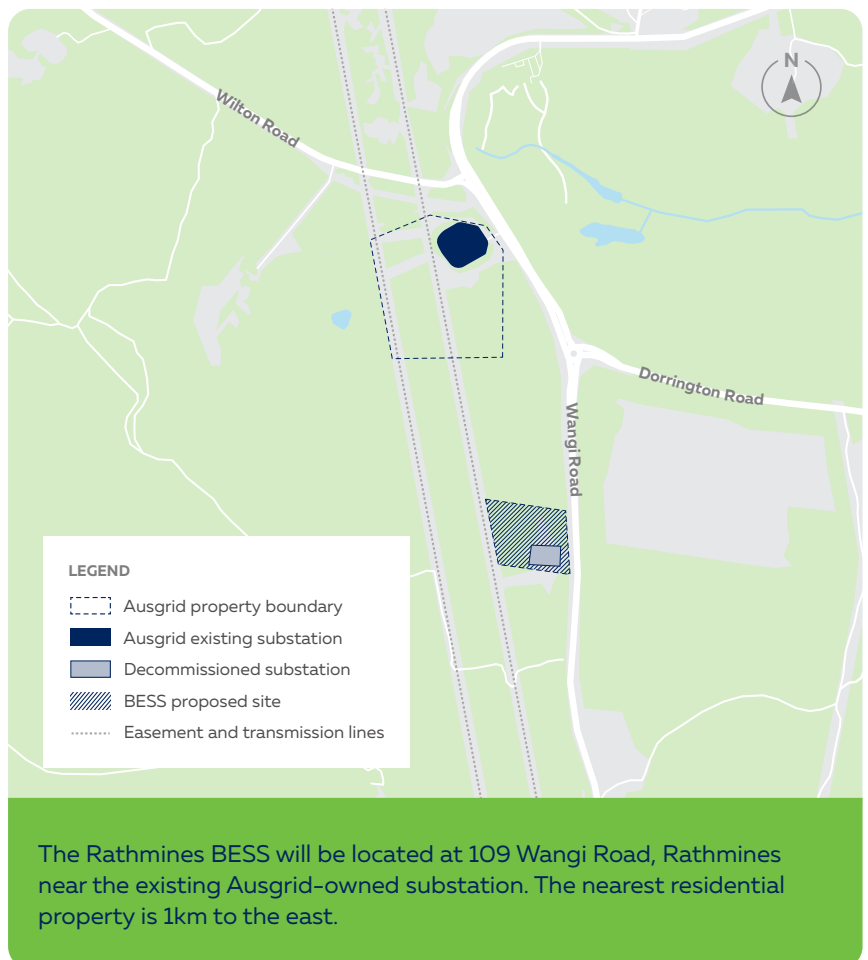 N
Wilton Road
Dorrington Road
Wangi Road
LEGEND
Ausgrid property boundary
Ausgrid existing substation
Decommissioned substation
BESS proposed site
Easement and transmission lines
The Rathmines BESS will be located at 109 Wangi Road, Rathmines
near the existing Ausgrid-owned substation. The nearest residential
property is 1km to the east.